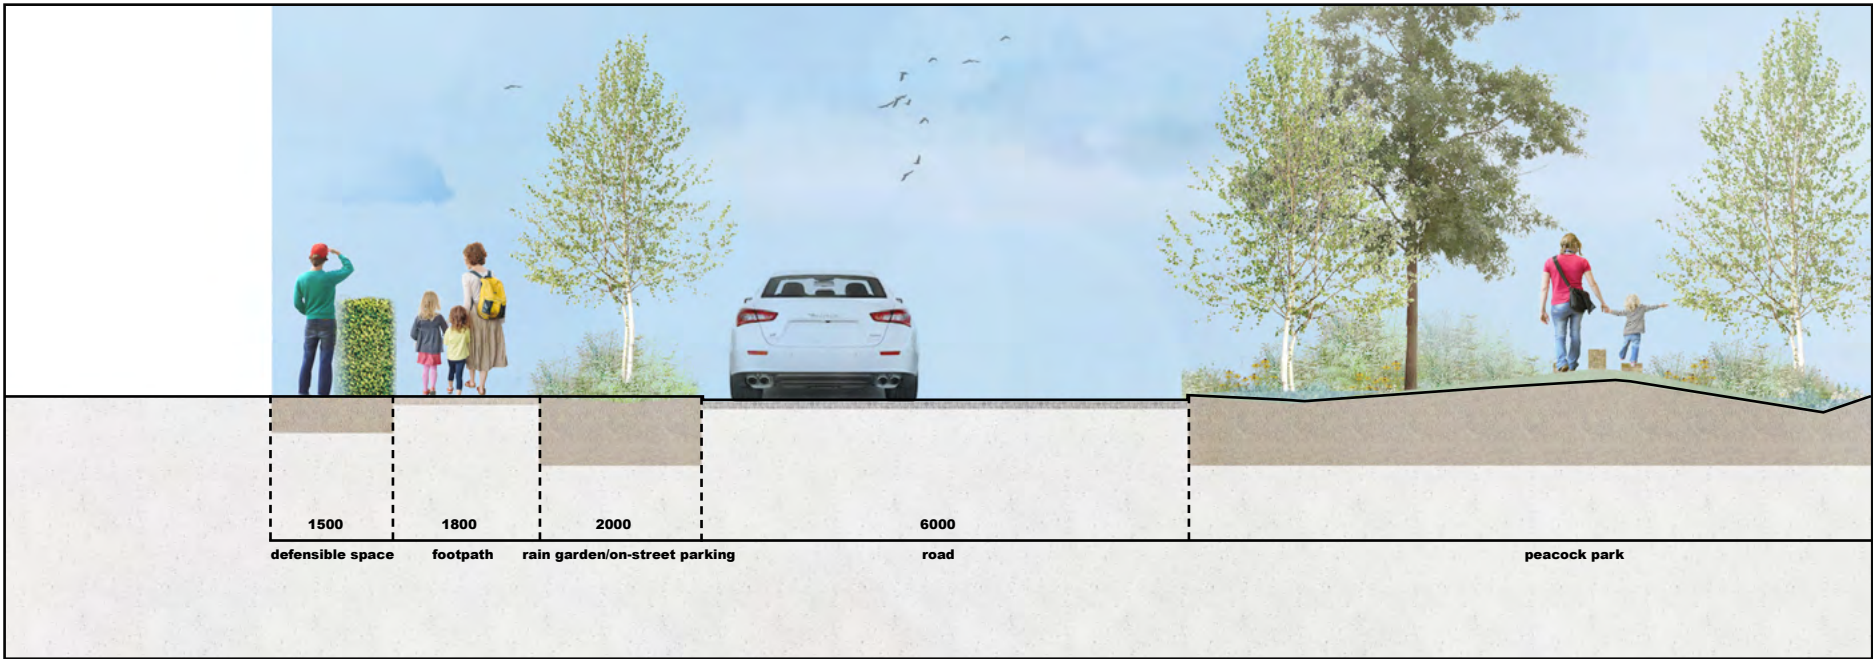 1500
1800
2000
6000
defensible space
footpath
rain garden/on-street parking
road
peacock park